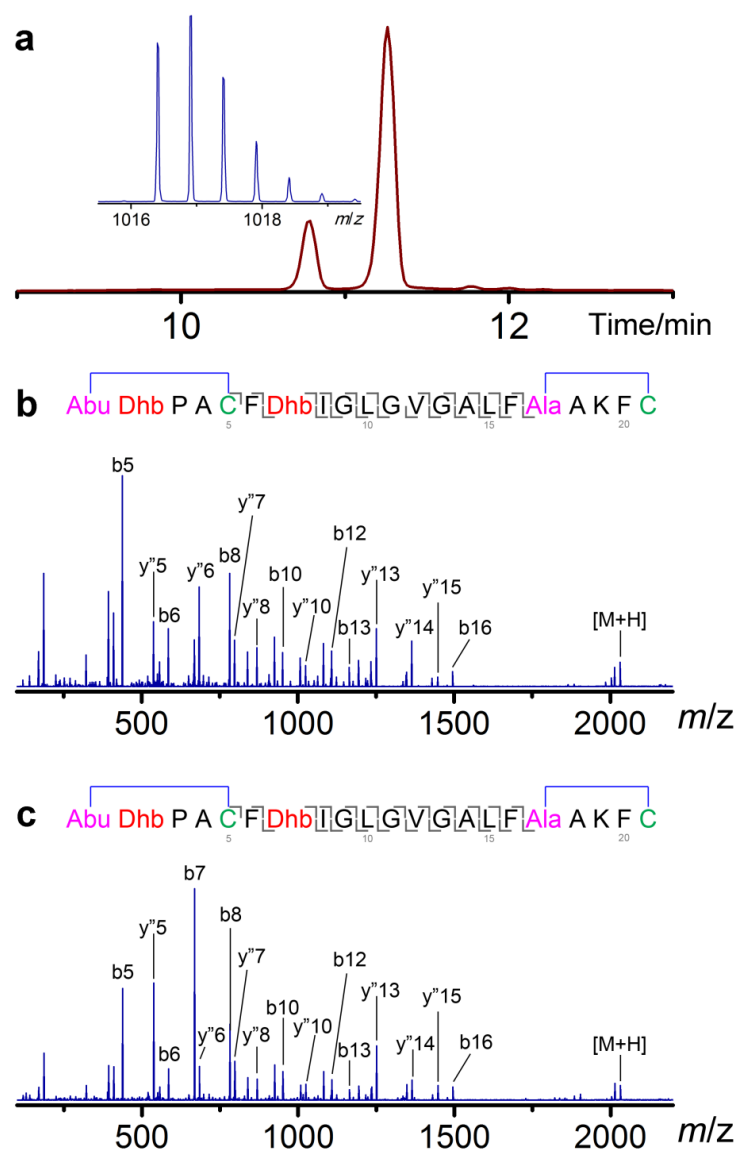 a
1016 1018 m/z
10 12 Time/min
b Abu Dhb P A C F Dhb I G L G V G A L F Ala A K F C
5 10 15 20
b5
y”7
b12
y”5 y”6 b8 b10 y”13 y”15
b6 y”8 y”10 b13 y”14 b16 [M+H]
500 1000 1500 2000 m/z
c Abu Dhb P A C F Dhb I G L G V G A L F Ala A K F C
5 10 15 20
b7
y”5 b8
b5 y”7 b12
b10 y”13 y”15
b6 y”6 y”8 y”10 b13 y”14 b16 [M+H]
500 1000 1500 2000 m/z